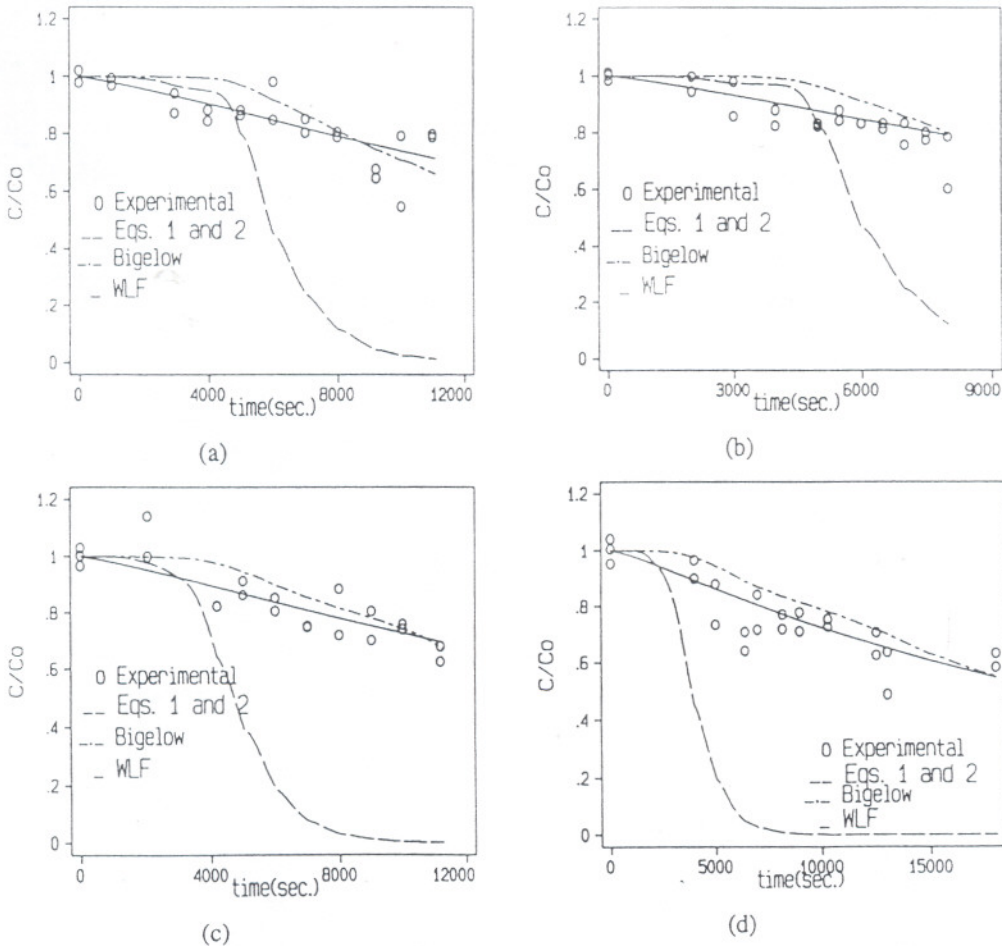 1.2
1
.8
.6
.4
.2
0
C/Co
O Experimental
Eqs. 1 and 2
Bigelow
WLF
0
4000
8000
12000
time(sec.)
(a)
1.2
1
.8
.6
.4
.2
0
C/Co
O Experimental
Eqs. 1 and 2
Bigelow
WLF
0
3000
6000
9000
time(sec.)
(b)
1.2
1
.8
.6
.4
.2
0
C/Co
O Experimental
Eqs. 1 and 2
Bigelow
WLF
0
4000
8000
12000
time(sec.)
(c)
1.2
1
.8
.6
.4
.2
0
C/Co
O Experimental
Eqs. 1 and 2
Bigelow
WLF
0
5000
10000
15000
time(sec.)
(d)